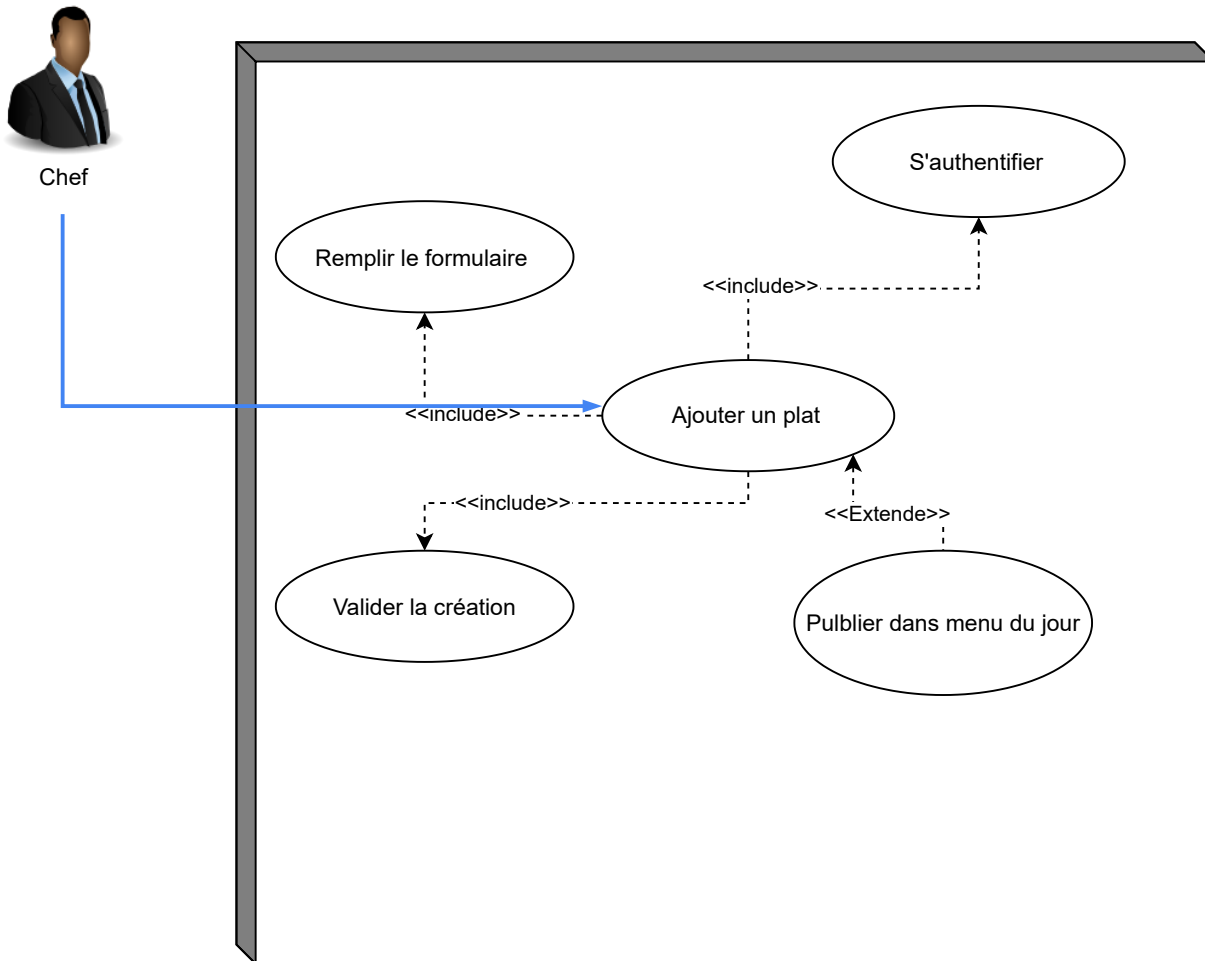 Chef
S'authentifier
Remplir le formulaire
<<include>>
Ajouter un plat
<<include>>
<<include>>
<<Extende>>
Valider la création
Pulblier dans menu du jour